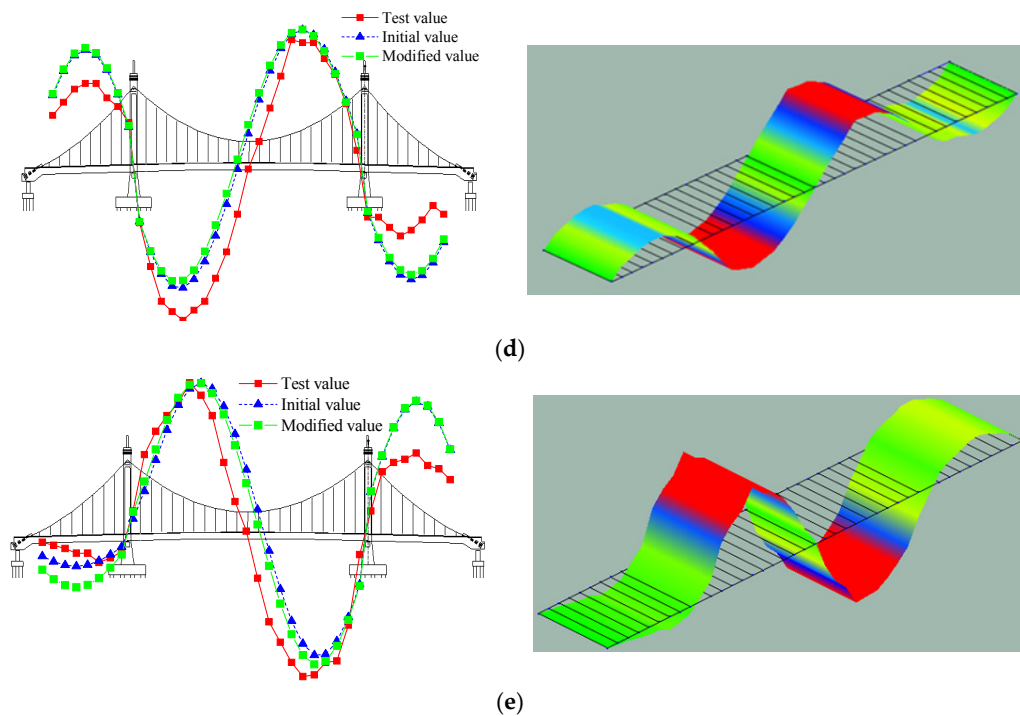 Test value
Initial value
Modified value
(d)
Test value
Initial value
Modified value
(e)